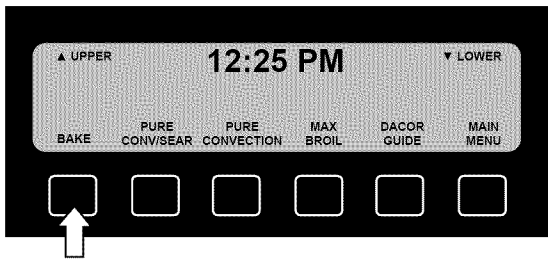 ▲ UPPER 12:25 PM ▼ LOWER
BAKE PURE CONV/SEAR PURE CONVECTION MAX BROIL DACOR GUIDE MAIN MENU